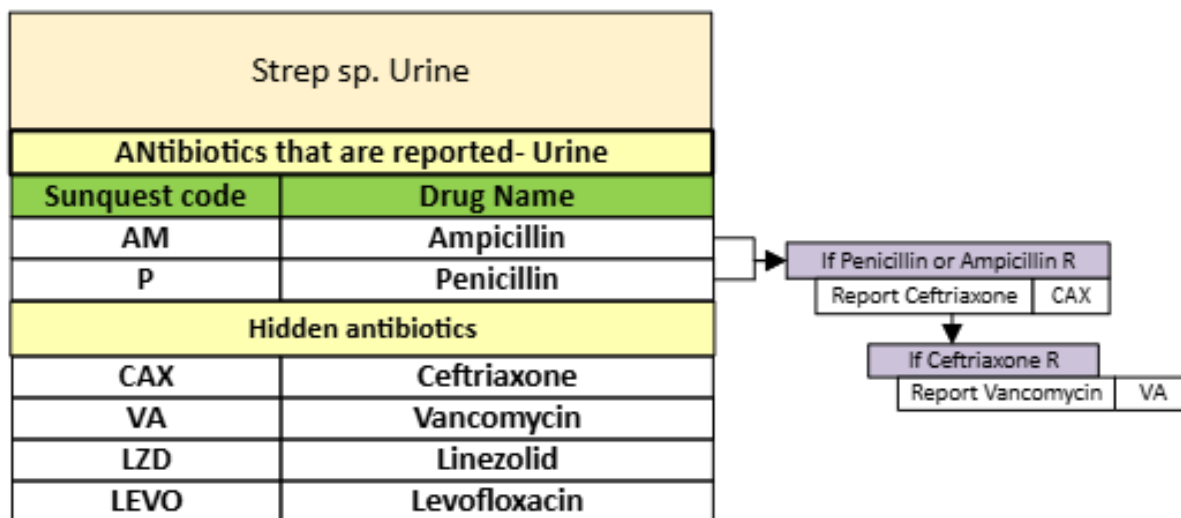 Strep sp. Urine
ANtibiotics that are reported- Urine
Sunquest code Drug Name
AM Ampicillin
P Penicillin
Hidden antibiotics
CAX Ceftriaxone
VA Vancomycin
LZD Linezolid
LEVO Levofloxacin
If Penicillin or Ampicillin R
Report Ceftriaxone CAX
If Ceftriaxone R
Report Vancomycin VA